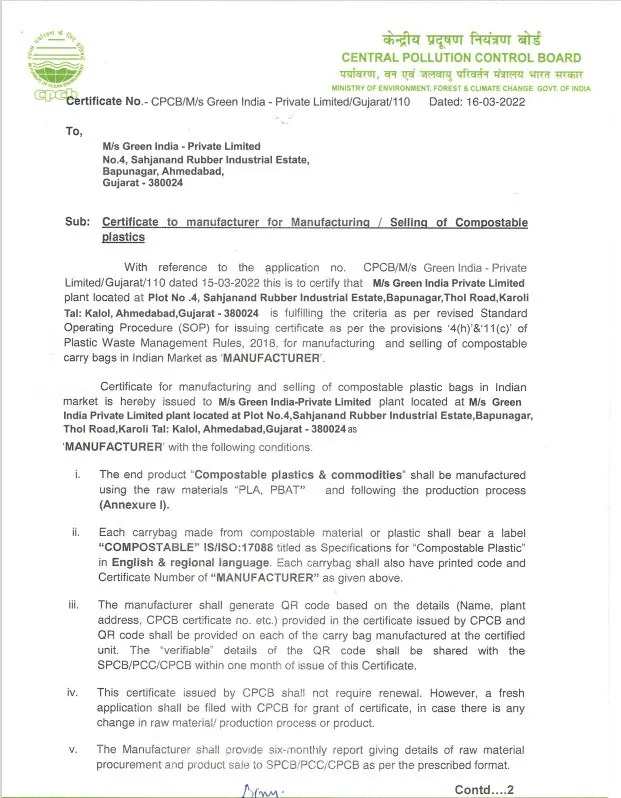 केन्द्रीय प्रदूषण नियंत्रण बोर्ड
CENTRAL POLLUTION CONTROL BOARD
पर्यावरण, वन एवं जलवायु परिवर्तन मंत्रालय भारत सरकार
MINISTRY OF ENVIRONMENT, FOREST & CLIMATE CHANGE GOVT. OF INDIA
CPCB
Certificate No.- CPCB/M/s Green India - Private Limited/Gujarat/110 Dated: 16-03-2022
To,
M/s Green India - Private Limited
No.4, Sahjanand Rubber Industrial Estate,
Bapunagar, Ahmedabad,
Gujarat - 380024
Sub: Certificate to manufacturer for Manufacturing / Selling of Compostable
plastics
With reference to the application no. CPCB/M/s Green India - Private
Limited/Gujarat/110 dated 15-03-2022 this is to certify that M/s Green India Private Limited
plant located at Plot No .4, Sahjanand Rubber Industrial Estate,Bapunagar,Thol Road,Karoli
Tal: Kalol, Ahmedabad,Gujarat - 380024 is fulfilling the criteria as per revised Standard
Operating Procedure (SOP) for issuing certificate as per the provisions '4(h)'&'11(c)' of
Plastic Waste Management Rules, 2018, for manufacturing and selling of compostable
carry bags in Indian Market as 'MANUFACTURER'.
Certificate for manufacturing and selling of compostable plastic bags in Indian
market is hereby issued to M/s Green India-Private Limited plant located at M/s Green
India Private Limited plant located at Plot No.4,Sahjanand Rubber Industrial Estate,Bapunagar,
Thol Road,Karoli Tal: Kalol, Ahmedabad,Gujarat - 380024 as
'MANUFACTURER' with the following conditions.
i. The end product "Compostable plastics & commodities" shall be manufactured
using the raw materials "PLA, PBAT" and following the production process
(Annexure I).
ii. Each carrybag made from compostable material or plastic shall bear a label
"COMPOSTABLE" IS/ISO:17088 titled as Specifications for "Compostable Plastic"
in English & regional language. Each carrybag shall also have printed code and
Certificate Number of "MANUFACTURER" as given above.
iii. The manufacturer shall generate QR code based on the details (Name, plant
address, CPCB certificate no. etc.) provided in the certificate issued by CPCB and
QR code shall be provided on each of the carry bag manufactured at the certified
unit. The "verifiable" details of the QR code shall be shared with the
SPCB/PCC/CPCB within one month of issue of this Certificate.
iv. This certificate issued by CPCB shall not require renewal. However, a fresh
application shall be filed with CPCB for grant of certificate, in case there is any
change in raw material/ production process or product.
v. The Manufacturer shall provide six-monthly report giving details of raw material
procurement and product sale to SPCB/PCC/CPCB as per the prescribed format.
Contd....2